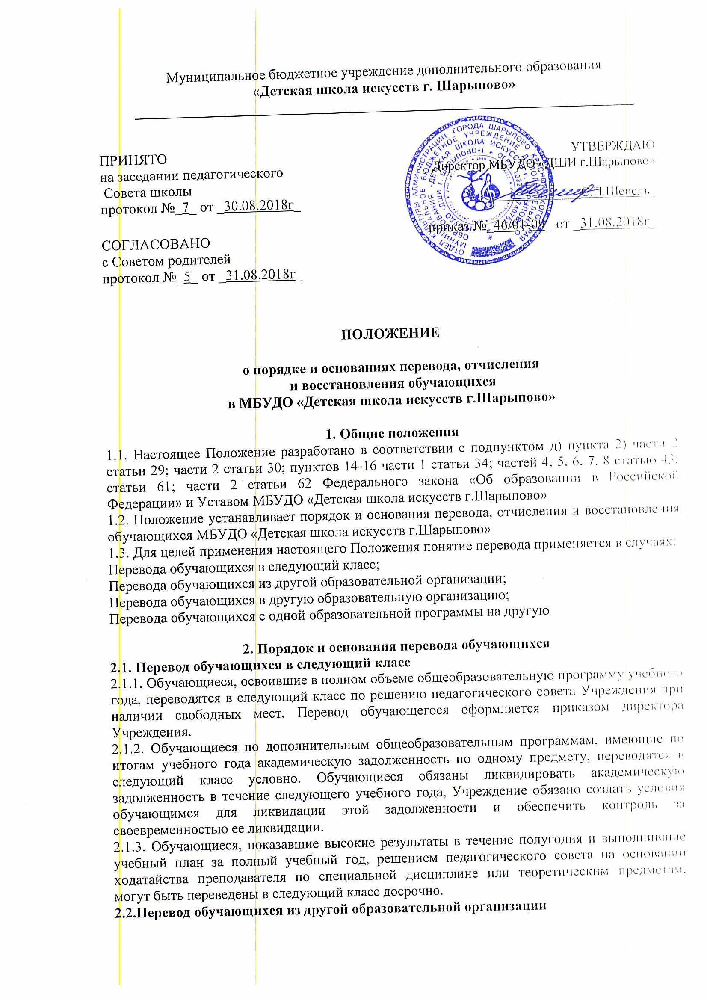 Муниципальное бюджетное учреждение дополнительного образования
«Детская школа искусств г. Шарыпово»
ПРИНЯТО
на заседании педагогического
Совета школы
протокол №_7_ от _30.08.2018г_
СОГЛАСОВАНО
с Советом родителей
протокол №_5_ от _31.08.2018г_
УТВЕРЖДАЮ
Директор МБУДО «ДШИ г.Шарыпово»
С.Н.Шепель
приказ №_46/01-09_ от _31.08.2018г_
ПОЛОЖЕНИЕ
о порядке и основаниях перевода, отчисления
и восстановления обучающихся
в МБУДО «Детская школа искусств г.Шарыпово»
1. Общие положения
1.1. Настоящее Положение разработано в соответствии с подпунктом д) пункта 2) части 2
статьи 29; части 2 статьи 30; пунктов 14-16 части 1 статьи 34; частей 4, 5, 6, 7, 8 статью 43;
статьи 61; части 2 статьи 62 Федерального закона «Об образовании в Российской
Федерации» и Уставом МБУДО «Детская школа искусств г.Шарыпово»
1.2. Положение устанавливает порядок и основания перевода, отчисления и восстановления
обучающихся МБУДО «Детская школа искусств г.Шарыпово»
1.3. Для целей применения настоящего Положения понятие перевода применяется в случаях:
Перевода обучающихся в следующий класс;
Перевода обучающихся из другой образовательной организации;
Перевода обучающихся в другую образовательную организацию;
Перевода обучающихся с одной образовательной программы на другую
2. Порядок и основания перевода обучающихся
2.1. Перевод обучающихся в следующий класс
2.1.1. Обучающиеся, освоившие в полном объеме общеобразовательную программу учебного
года, переводятся в следующий класс по решению педагогического совета Учреждения при
наличии свободных мест. Перевод обучающегося оформляется приказом директора
Учреждения.
2.1.2. Обучающиеся по дополнительным общеобразовательным программам, имеющие по
итогам учебного года академическую задолженность по одному предмету, переводятся в
следующий класс условно. Обучающиеся обязаны ликвидировать академическую
задолженность в течение следующего учебного года, Учреждение обязано создать условия
обучающимся для ликвидации этой задолженности и обеспечить контроль за
своевременностью ее ликвидации.
2.1.3. Обучающиеся, показавшие высокие результаты в течение полугодия и выполнившие
учебный план за полный учебный год, решением педагогического совета на основании
ходатайства преподавателя по специальной дисциплине или теоретическим предметам,
могут быть переведены в следующий класс досрочно.
2.2.Перевод обучающихся из другой образовательной организации